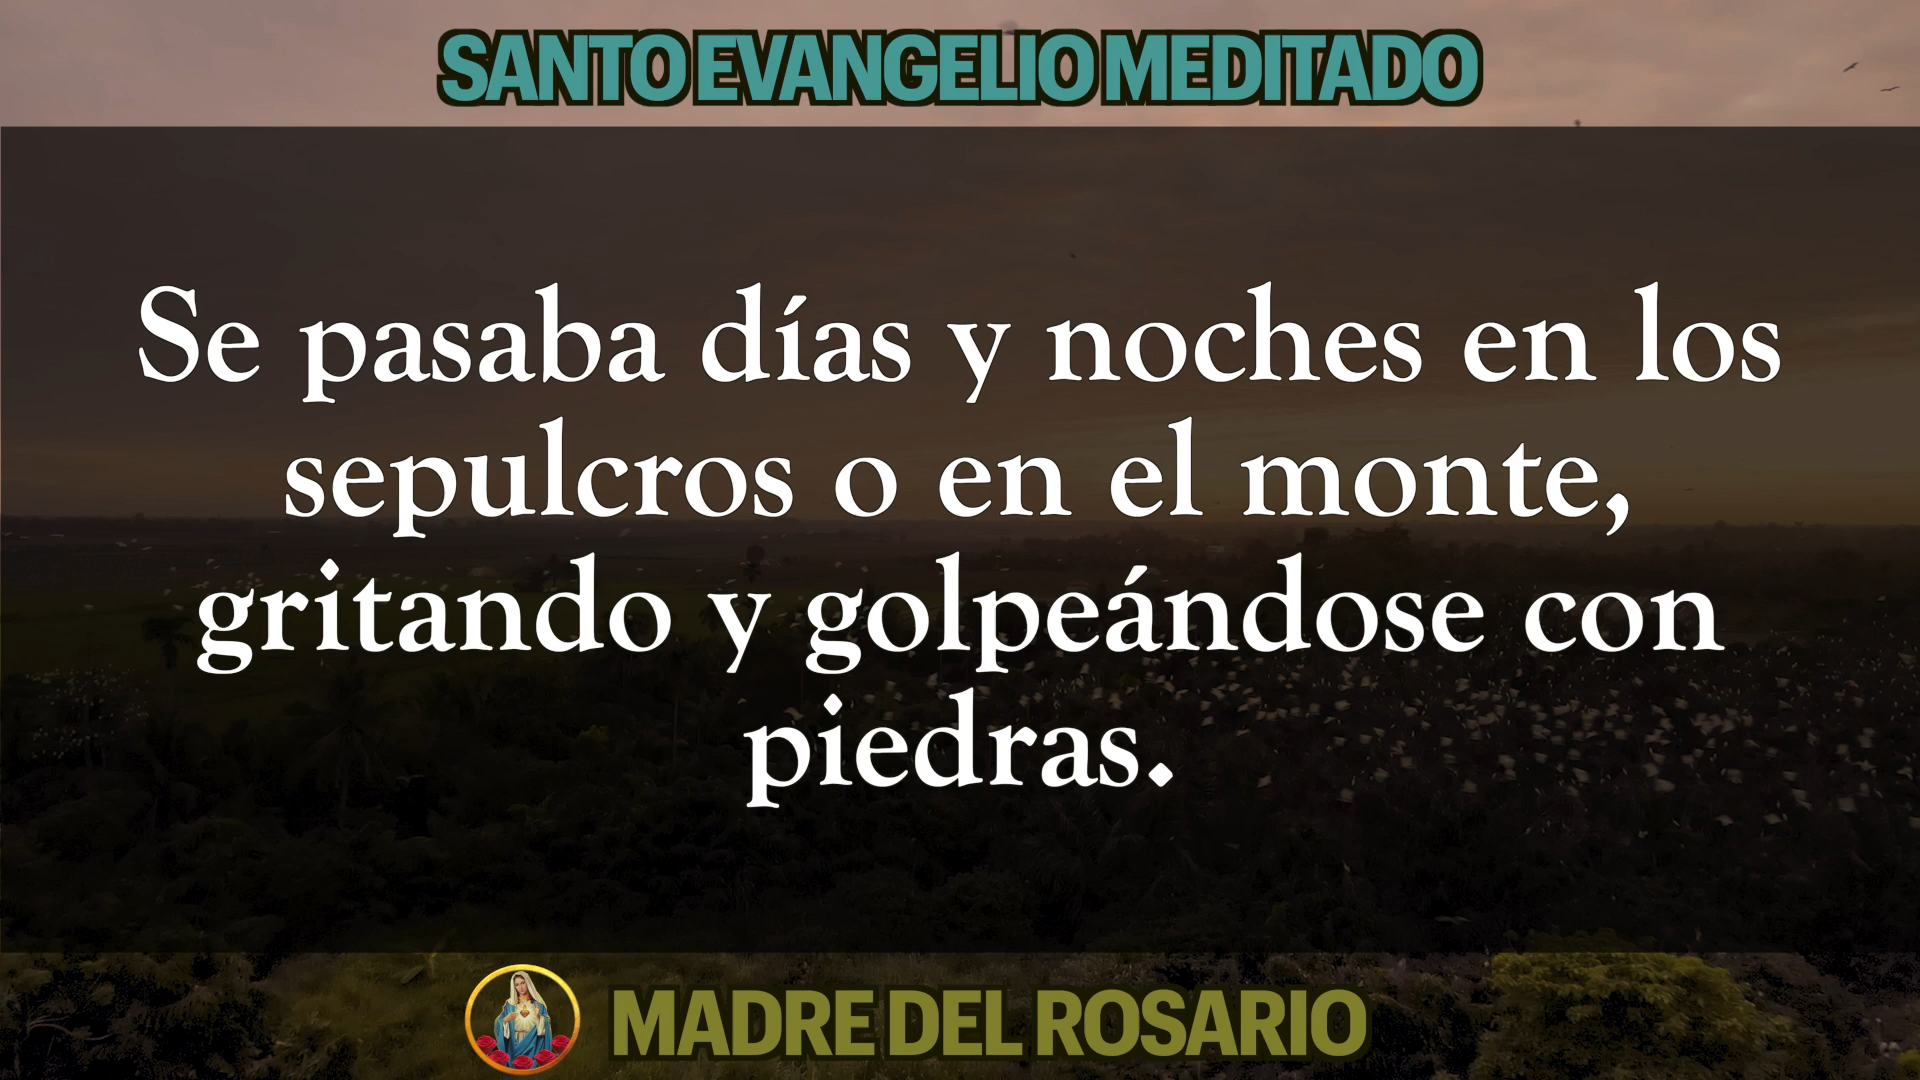 SANTO EVANGELIO MEDITADO
Se pasaba días y noches en los
sepulcros o en el monte,
gritando y golpeándose con
piedras.
MADRE DEL ROSARIO